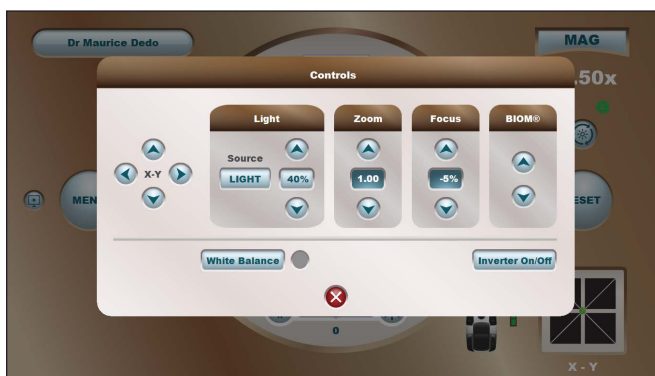 Dr Maurice Dedo
MAG
.50x
Controls
Light
Zoom
Focus
BIOM®
Source
X-Y
LIGHT
40%
1.00
-5%
MEN
ESET
White Balance
Inverter On/Off
0
X - Y